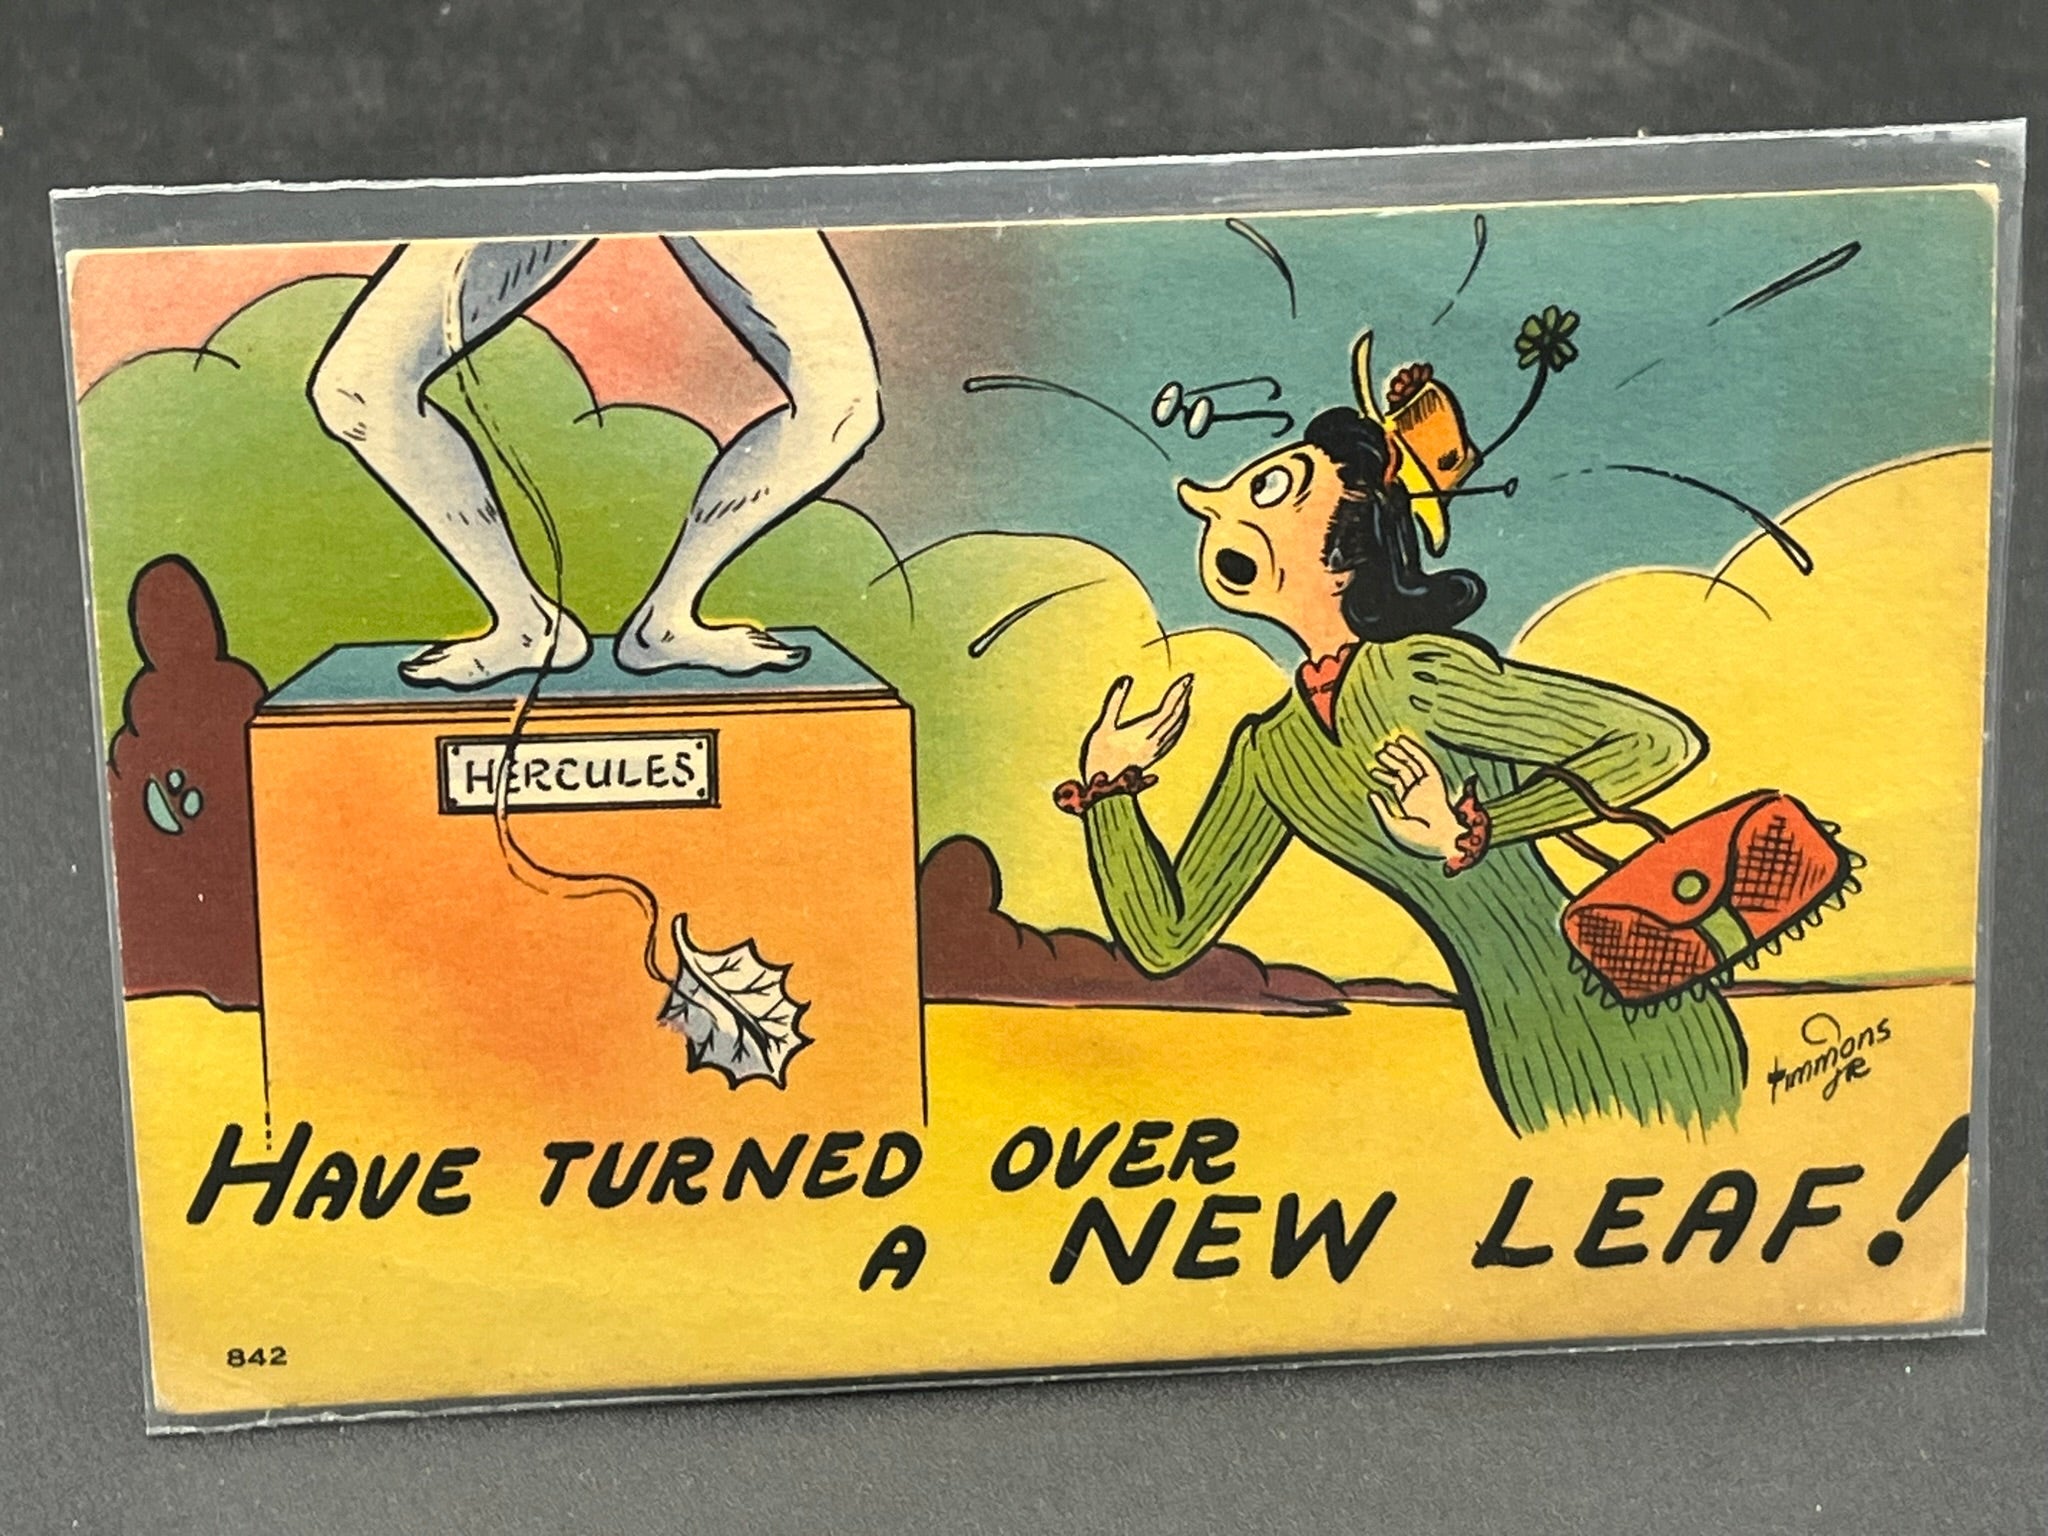 HERCULES
Timmons
JR
HAVE TURNED OVER
A NEW LEAF!
842